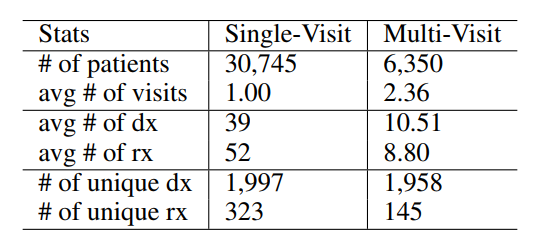 Stats Single-Visit Multi-Visit
# of patients 30,745 6,350
avg # of visits 1.00 2.36
avg # of dx 39 10.51
avg # of rx 52 8.80
# of unique dx 1,997 1,958
# of unique rx 323 145